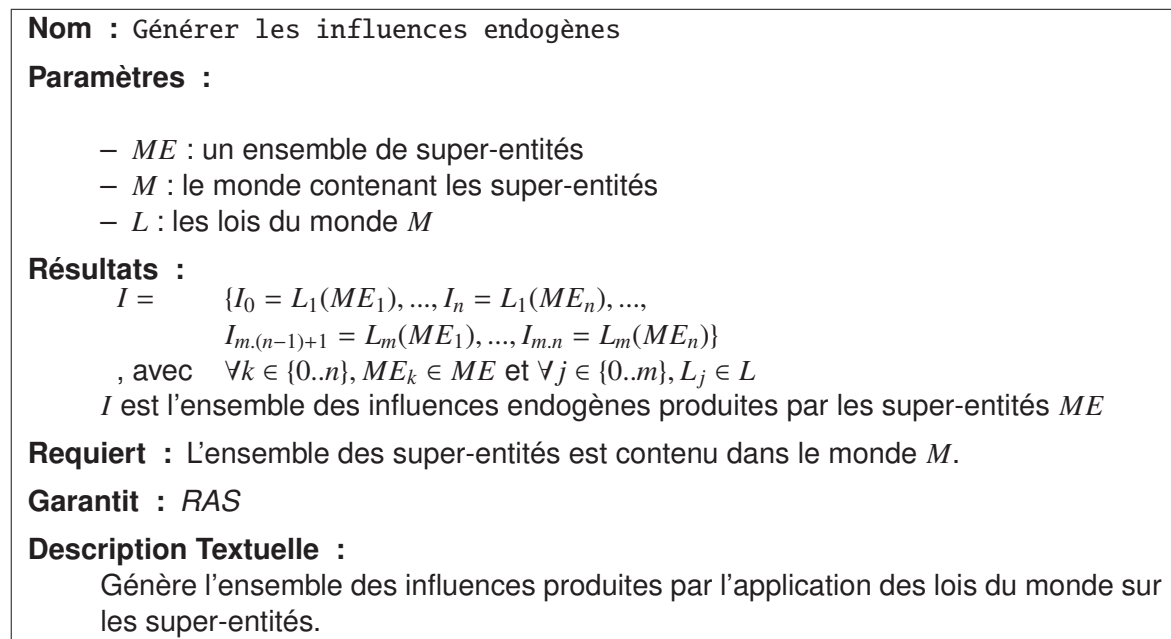 Nom : Générer les influences endogènes
Paramètres :
– ME : un ensemble de super-entités
– M : le monde contenant les super-entités
– L : les lois du monde M
Résultats :
I = {I₀ = L₁(ME₁), ..., Iₙ = L₁(MEₙ), ...,
I_{m.(n−1)+1} = L_m(ME₁), ..., I_{m.n} = L_m(MEₙ)}
, avec ∀k ∈ {0..n}, ME_k ∈ ME et ∀j ∈ {0..m}, L_j ∈ L
I est l'ensemble des influences endogènes produites par les super-entités ME
Requiert : L'ensemble des super-entités est contenu dans le monde M.
Garantit : RAS
Description Textuelle :
Génère l'ensemble des influences produites par l'application des lois du monde sur
les super-entités.